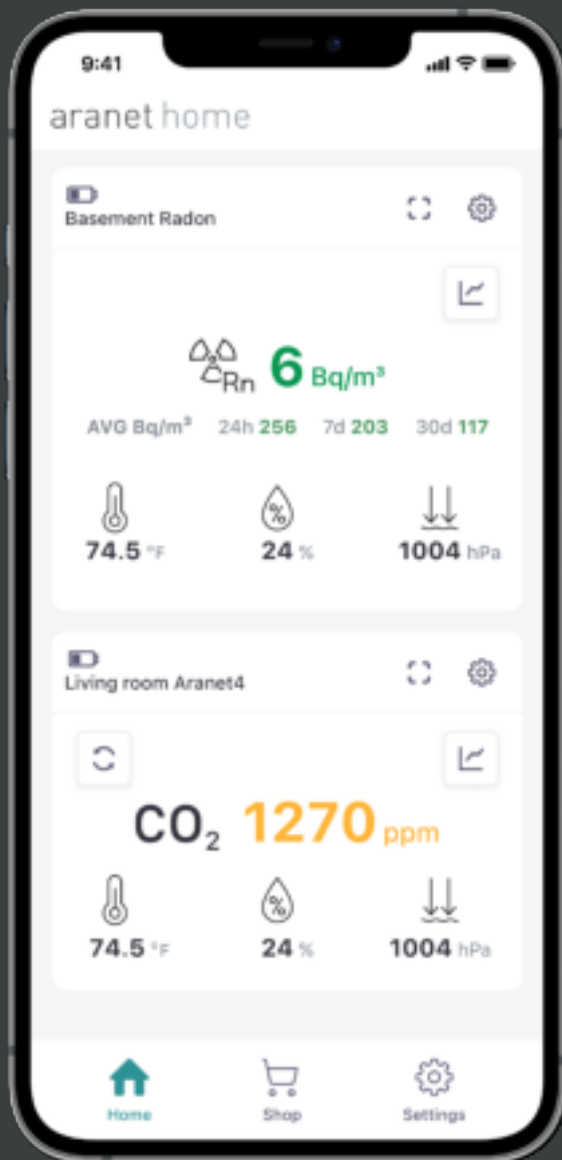 9:41
aranet home
Basement Radon
Rn 6 Bq/m³
AVG Bq/m³ 24h 256 7d 203 30d 117
%
74.5 °F 24 % 1004 hPa
Living room Aranet4
CO₂ 1270 ppm
%
74.5 °F 24 % 1004 hPa
Home Shop Settings